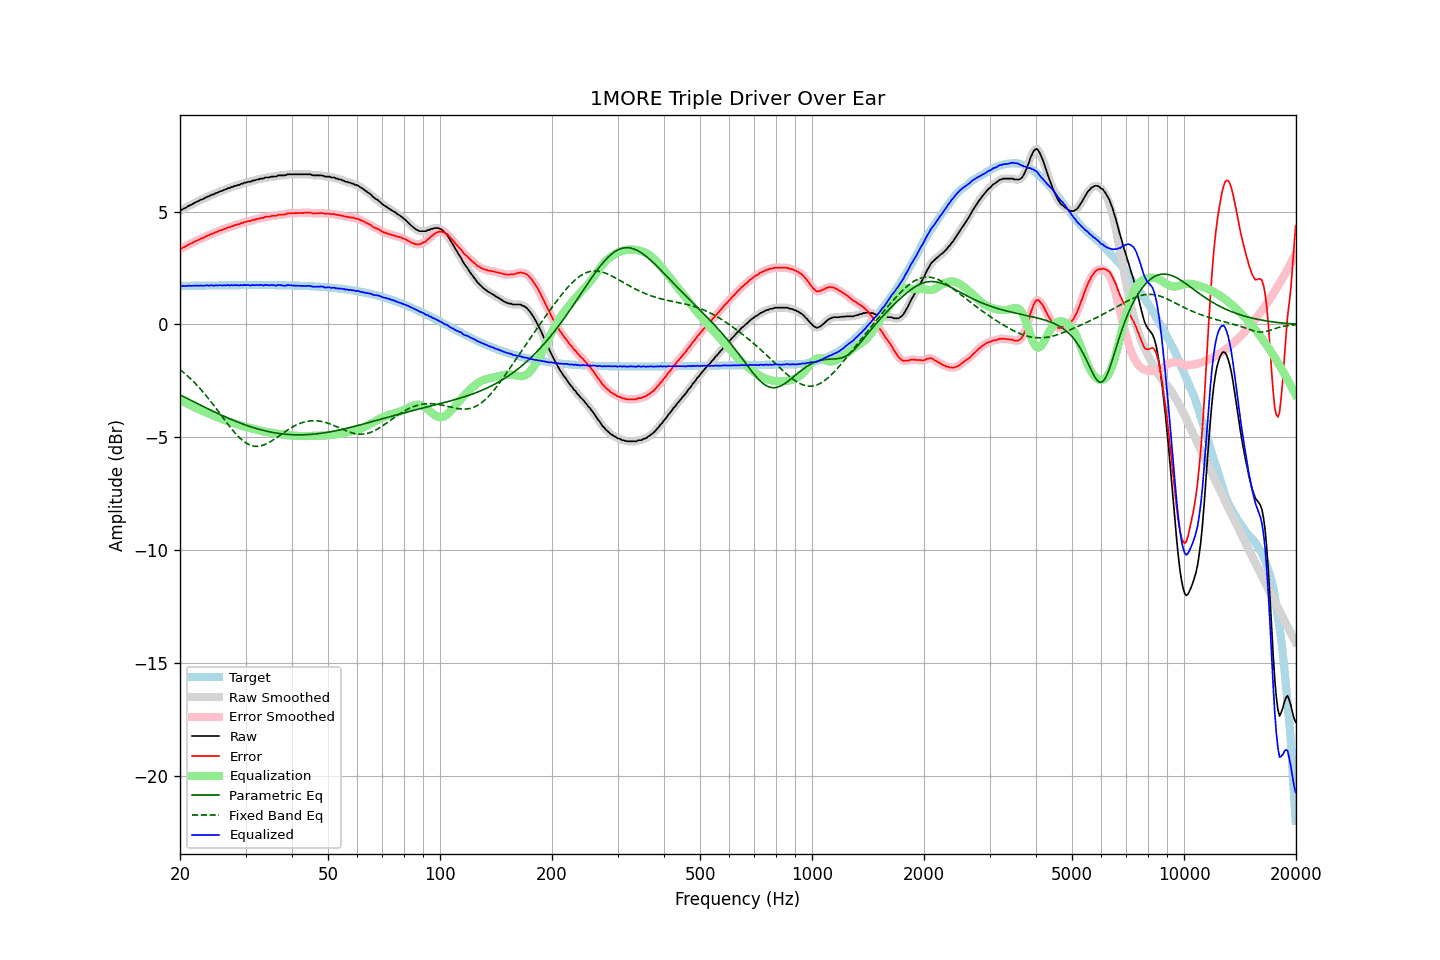 1MORE Triple Driver Over Ear
Amplitude (dBr)
5
0
−5
−10
−15
−20
Target
Raw Smoothed
Error Smoothed
Raw
Error
Equalization
Parametric Eq
Fixed Band Eq
Equalized
20 50 100 200 500 1000 2000 5000 10000 20000
Frequency (Hz)